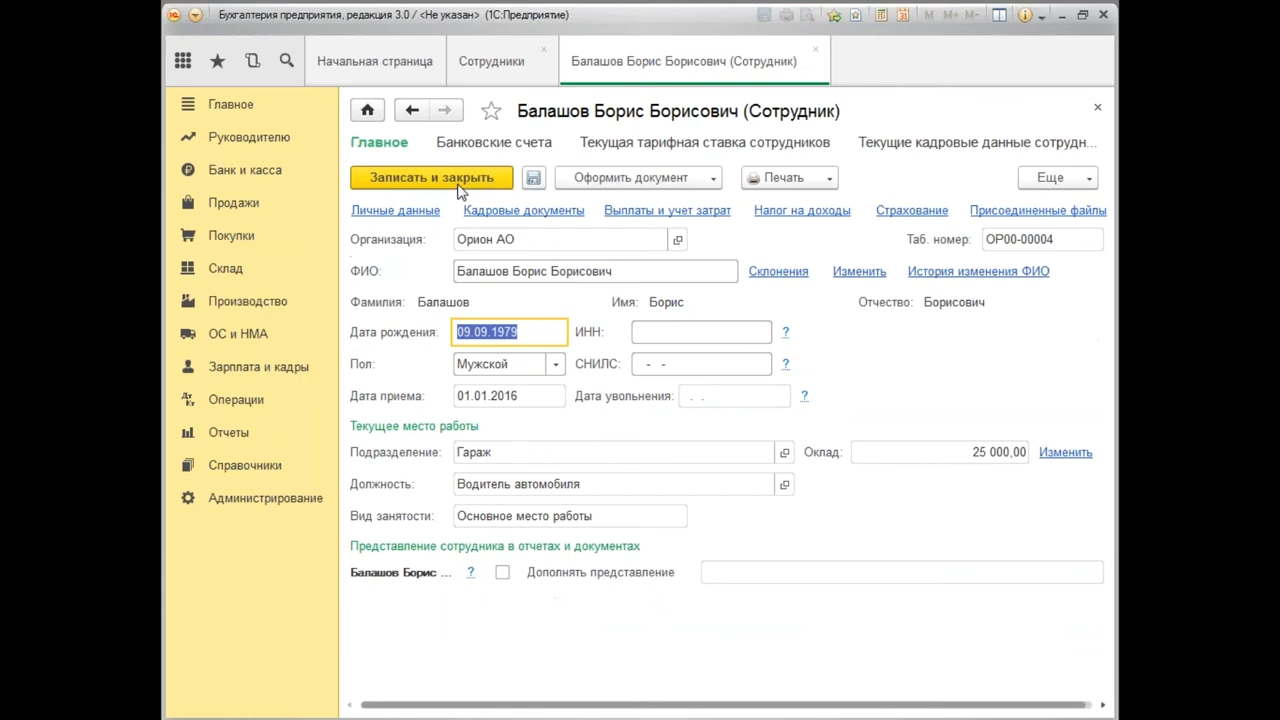 Бухгалтерия предприятия, редакция 3.0 / <Не указан> (1С:Предприятие)
M M+ M-
Начальная страница
Сотрудники
Балашов Борис Борисович (Сотрудник)
Главное
Руководителю
Банк и касса
Продажи
Покупки
Склад
Производство
ОС и НМА
Зарплата и кадры
Операции
Отчеты
Справочники
Администрирование
Балашов Борис Борисович (Сотрудник)
Главное Банковские счета Текущая тарифная ставка сотрудников Текущие кадровые данные сотрудн...
Записать и закрыть Оформить документ Печать Еще
Личные данные Кадровые документы Выплаты и учет затрат Налог на доходы Страхование Присоединенные файлы
Организация: Орион АО Таб. номер: ОР00-00004
ФИО: Балашов Борис Борисович Склонения Изменить История изменения ФИО
Фамилия: Балашов Имя: Борис Отчество: Борисович
Дата рождения: 09.09.1979 ИНН: ?
Пол: Мужской СНИЛС: - - ?
Дата приема: 01.01.2016 Дата увольнения: . . ?
Текущее место работы
Подразделение: Гараж Оклад: 25 000,00 Изменить
Должность: Водитель автомобиля
Вид занятости: Основное место работы
Представление сотрудника в отчетах и документах
Балашов Борис ... ? Дополнять представление